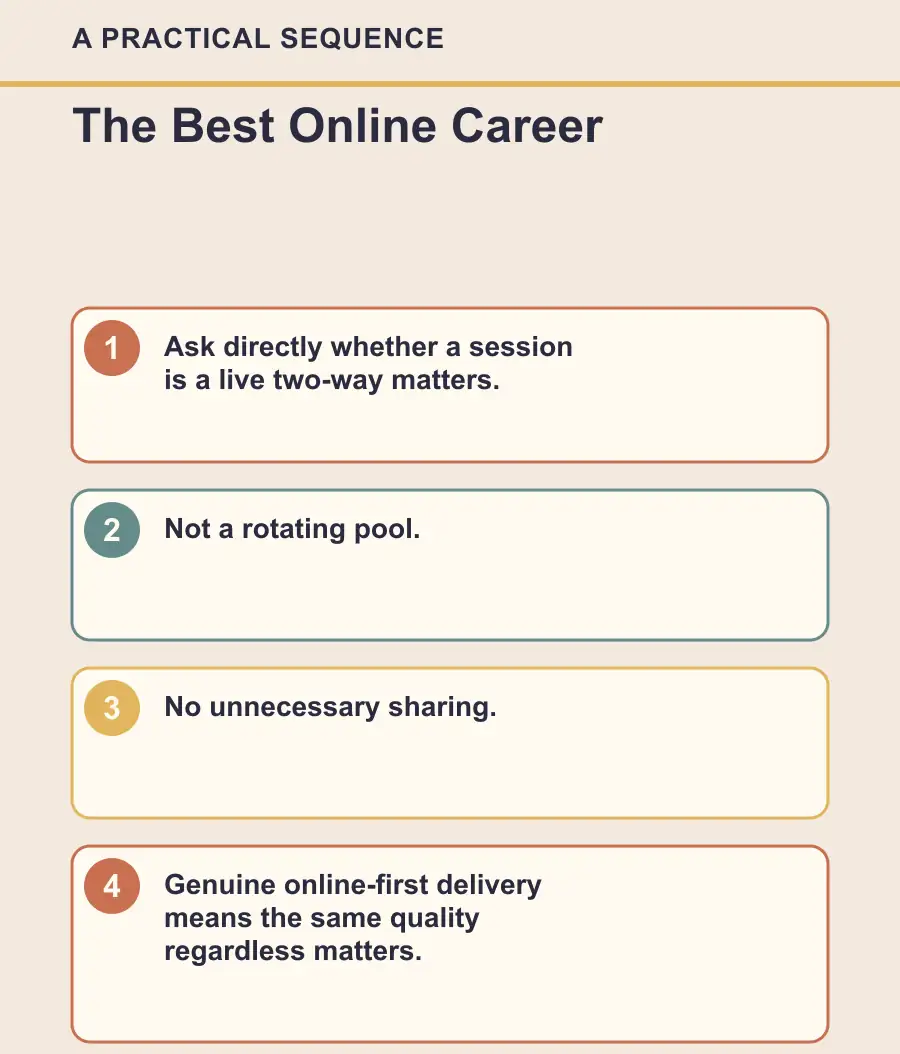 A PRACTICAL SEQUENCE
The Best Online Career
1
Ask directly whether a session
is a live two-way matters.
2
Not a rotating pool.
3
No unnecessary sharing.
4
Genuine online-first delivery
means the same quality
regardless matters.